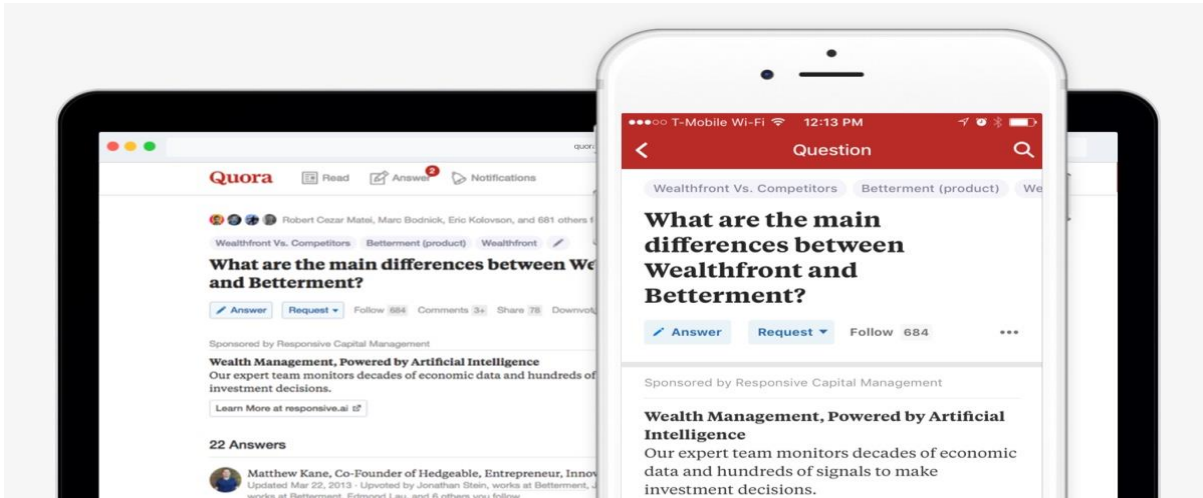 quora
Quora
Read
Answer
2
Notifications
Robert Cezar Matei, Marc Bodnick, Eric Kolovson, and 681 others f
Wealthfront Vs. Competitors Betterment (product) Wealthfront
What are the main differences between We
and Betterment?
Answer Request Follow 684 Comments 3+ Share 78 Downvot
Sponsored by Responsive Capital Management
Wealth Management, Powered by Artificial Intelligence
Our expert team monitors decades of economic data and hundreds of
investment decisions.
Learn More at responsive.ai
22 Answers
Matthew Kane, Co-Founder of Hedgeable, Entrepreneur, Innov
Updated Mar 22, 2013 · Upvoted by Jonathan Stein, works at Betterment, J
works at Betterment, Edmond Lau, and 6 others you follow
T-Mobile Wi-Fi 12:13 PM
Question
Wealthfront Vs. Competitors Betterment (product) We
What are the main
differences between
Wealthfront and
Betterment?
Answer Request Follow 684
Sponsored by Responsive Capital Management
Wealth Management, Powered by Artificial
Intelligence
Our expert team monitors decades of economic
data and hundreds of signals to make
investment decisions.